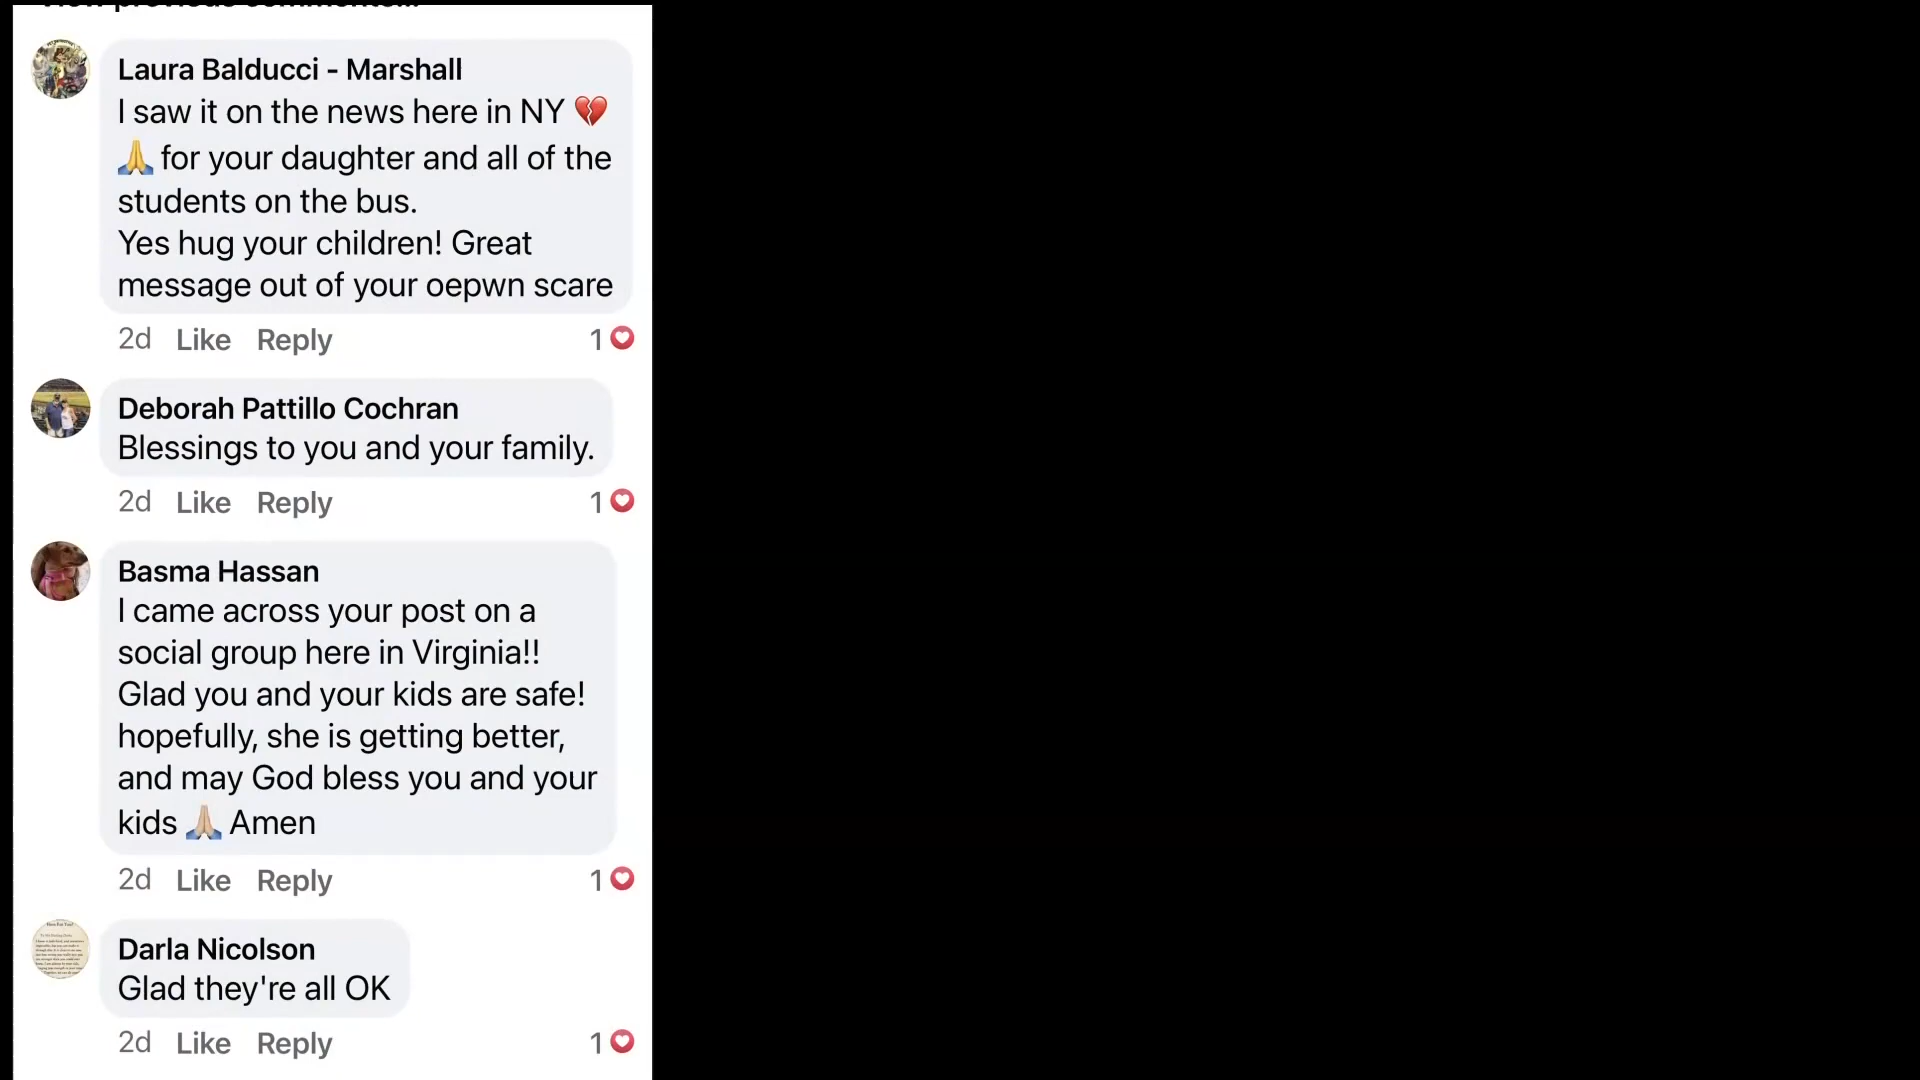 View previous comments...
Laura Balducci - Marshall
I saw it on the news here in NY 💔
🙏 for your daughter and all of the
students on the bus.
Yes hug your children! Great
message out of your oepwn scare
2d Like Reply 1
Deborah Pattillo Cochran
Blessings to you and your family.
2d Like Reply 1
Basma Hassan
I came across your post on a
social group here in Virginia!!
Glad you and your kids are safe!
hopefully, she is getting better,
and may God bless you and your
kids 🙏🏼 Amen
2d Like Reply 1
Darla Nicolson
Glad they're all OK
2d Like Reply 1